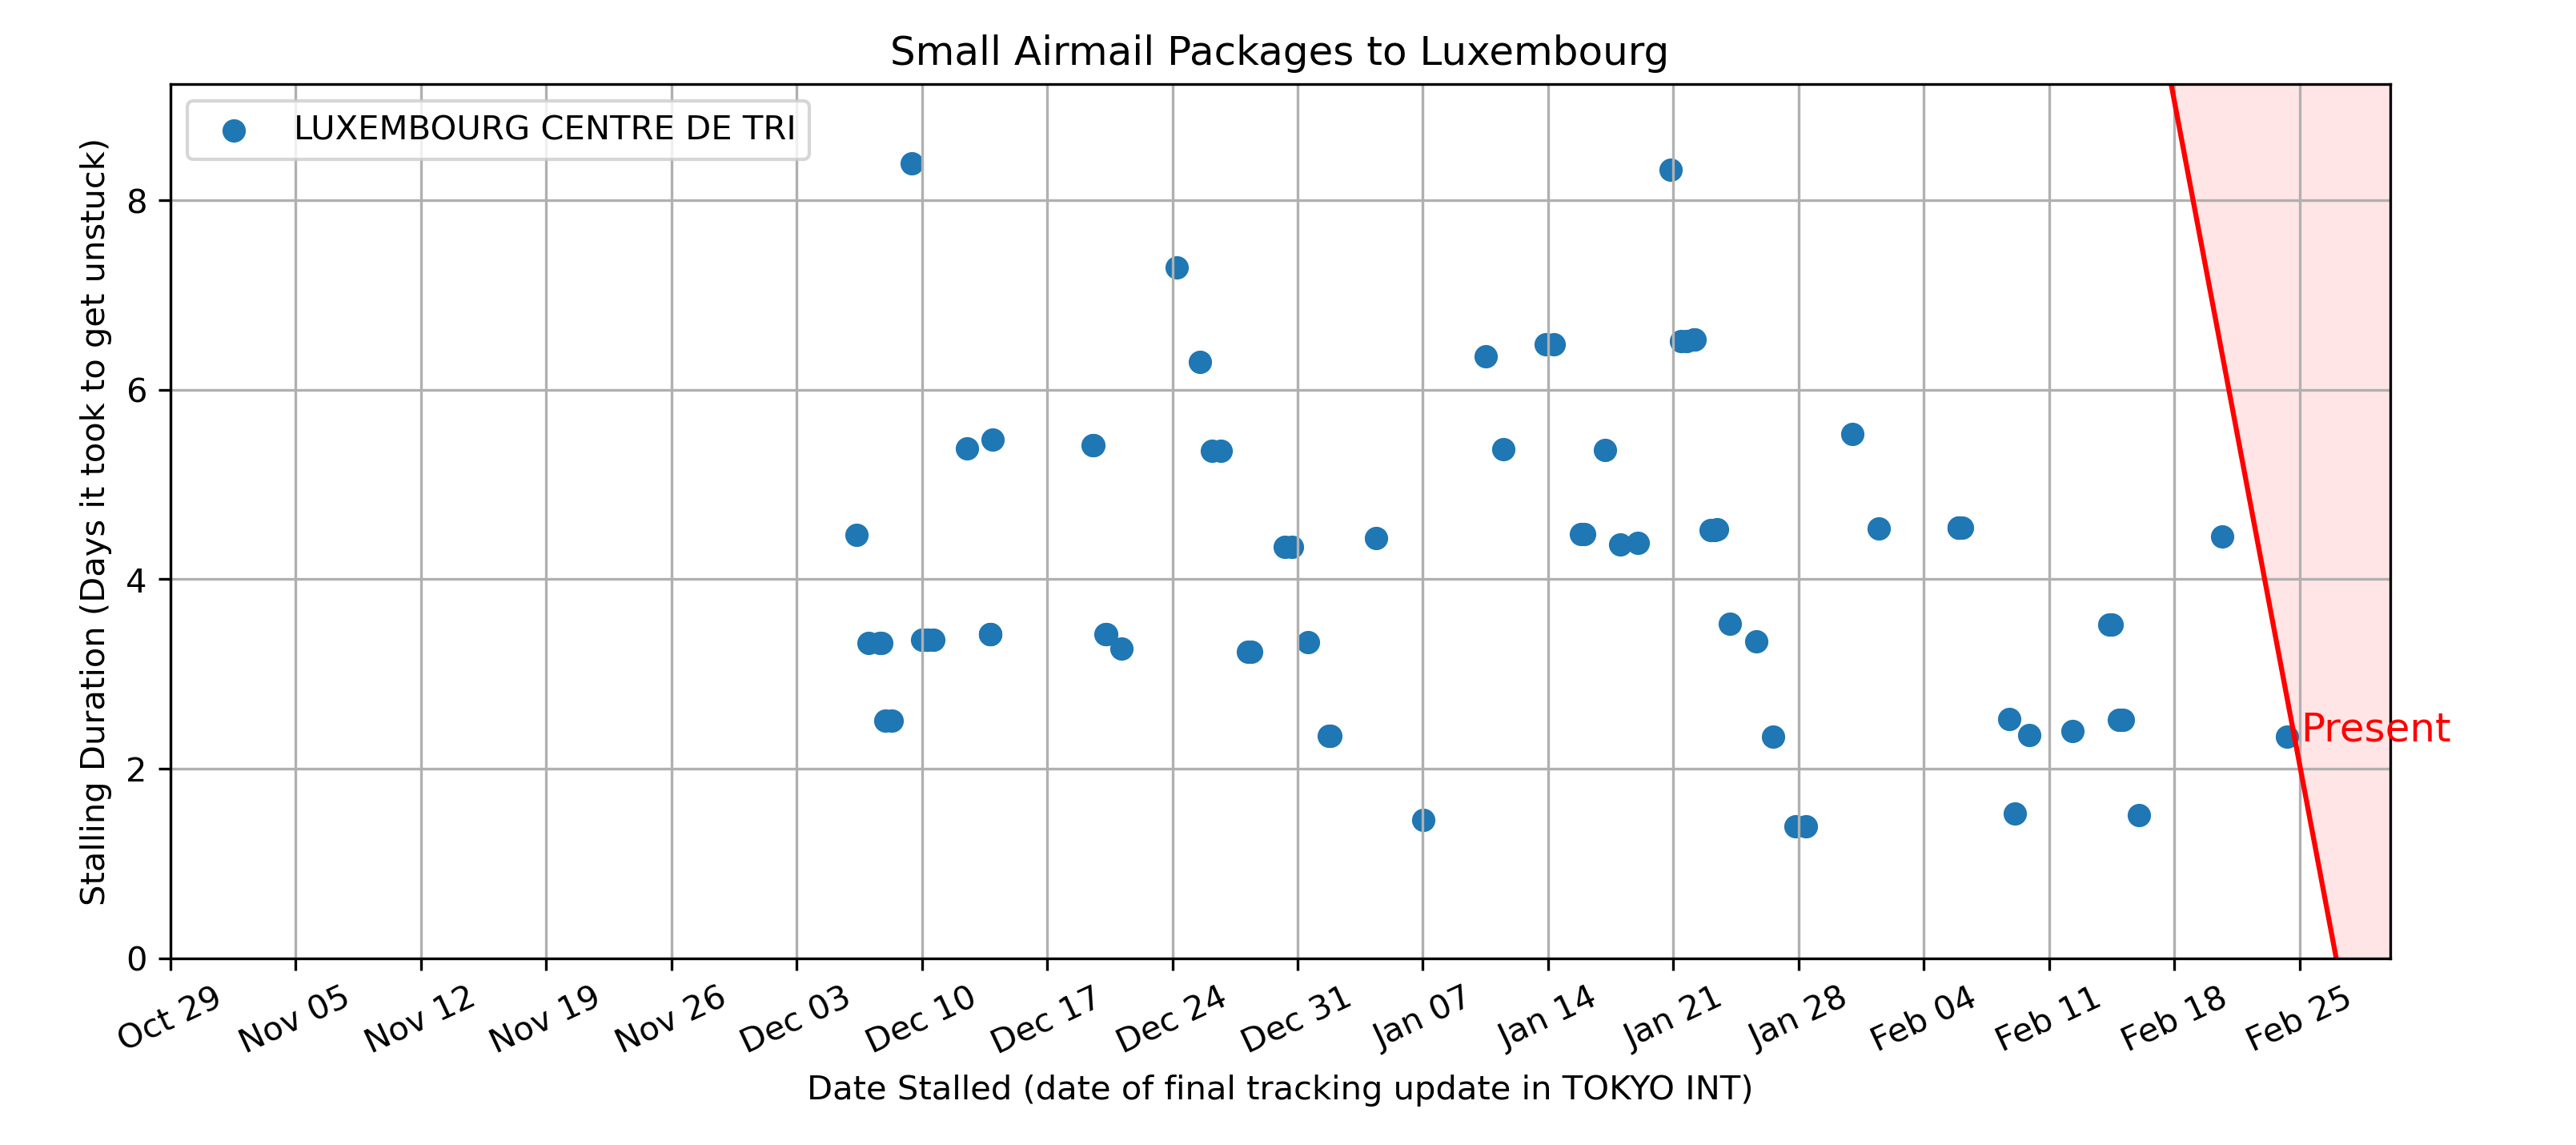 Small Airmail Packages to Luxembourg
LUXEMBOURG CENTRE DE TRI
Stalling Duration (Days it took to get unstuck)
8
6
4
2
0
Present
Oct 29
Nov 05
Nov 12
Nov 19
Nov 26
Dec 03
Dec 10
Dec 17
Dec 24
Dec 31
Jan 07
Jan 14
Jan 21
Jan 28
Feb 04
Feb 11
Feb 18
Feb 25
Date Stalled (date of final tracking update in TOKYO INT)